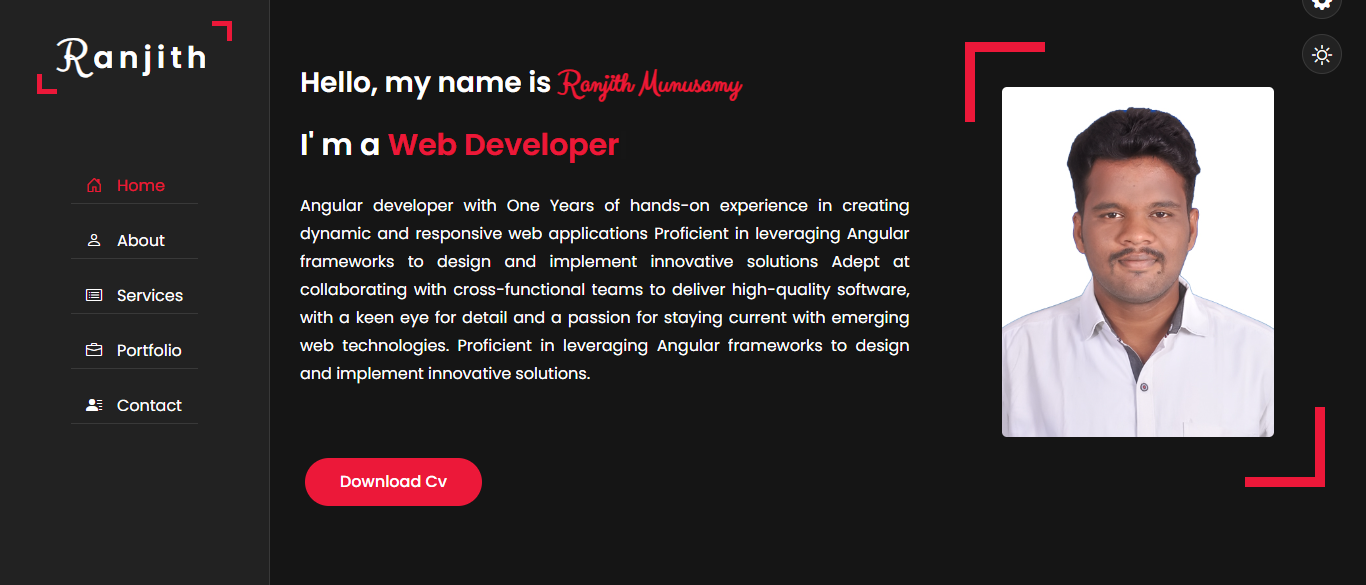 Ranjith
Home
About
Services
Portfolio
Contact
Hello, my name is Ranjith Munusamy
I' m a Web Developer
Angular developer with One Years of hands-on experience in creating
dynamic and responsive web applications Proficient in leveraging Angular
frameworks to design and implement innovative solutions Adept at
collaborating with cross-functional teams to deliver high-quality software,
with a keen eye for detail and a passion for staying current with emerging
web technologies. Proficient in leveraging Angular frameworks to design
and implement innovative solutions.
Download Cv